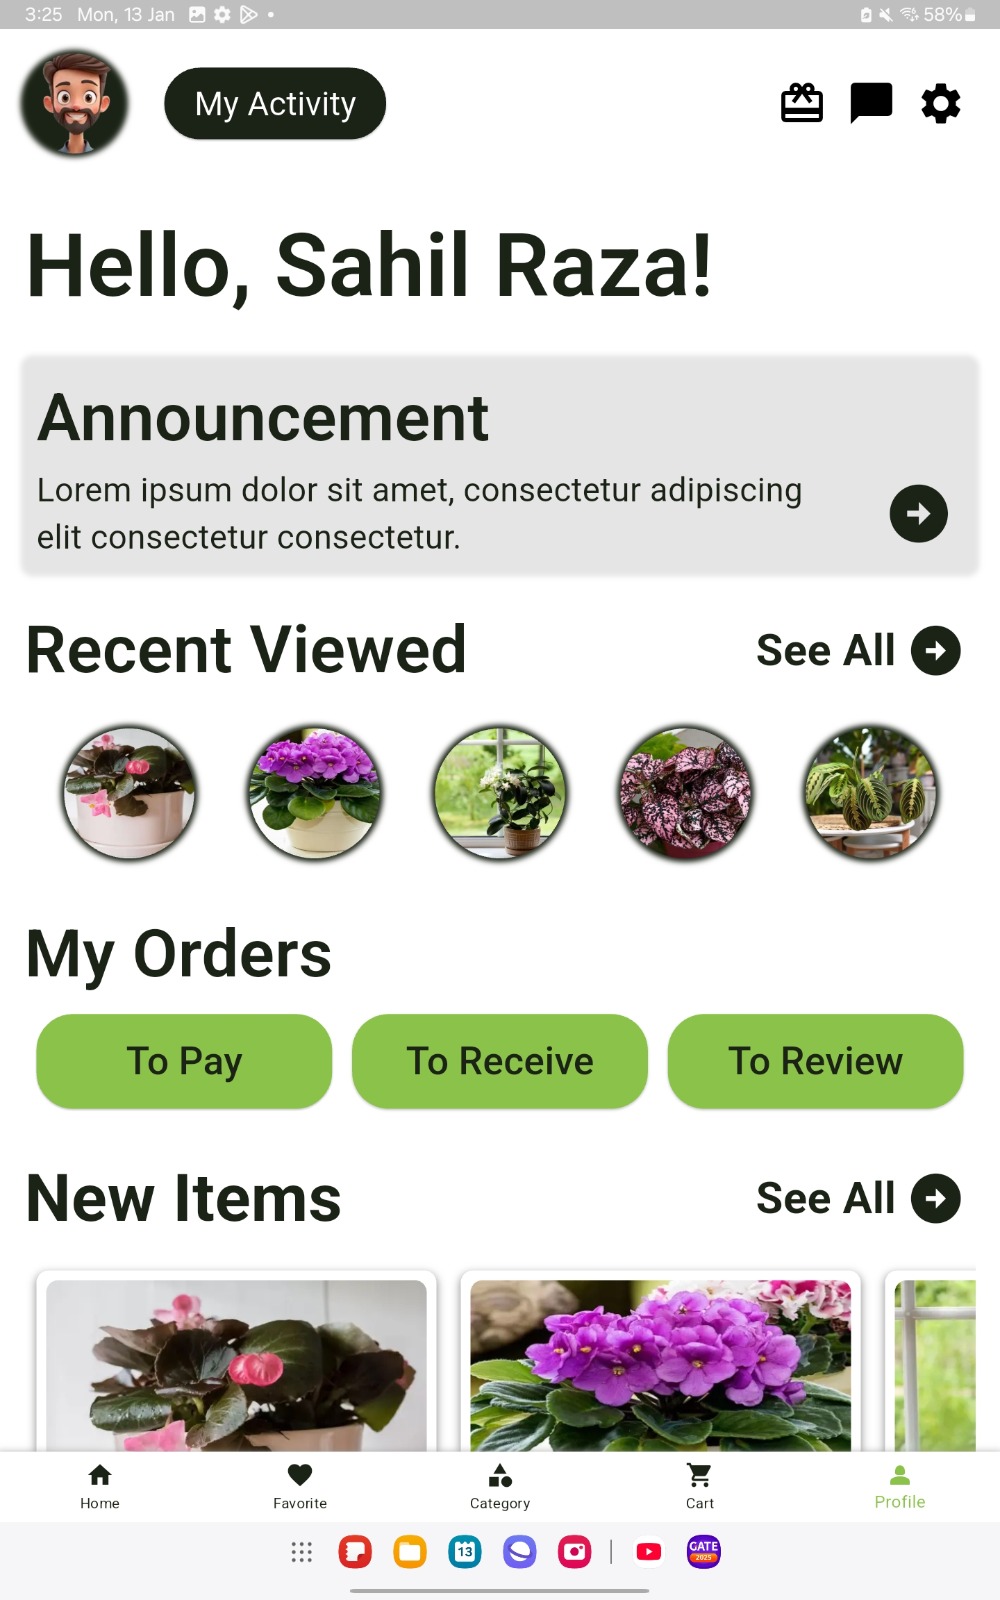 3:25 Mon, 13 Jan 58%
My Activity
Hello, Sahil Raza!
Announcement
Lorem ipsum dolor sit amet, consectetur adipiscing
elit consectetur consectetur.
Recent Viewed See All
My Orders
To Pay To Receive To Review
New Items See All
Home Favorite Category Cart Profile
13 GATE
2025